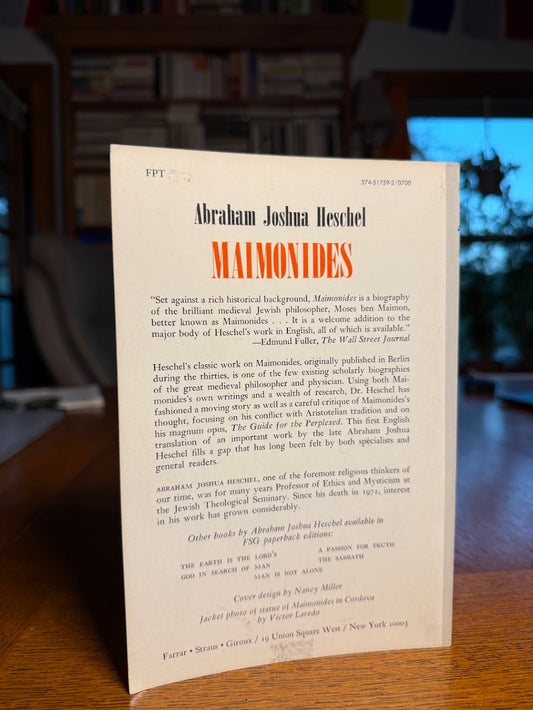 FPT
374-51759-2/0700
Abraham Joshua Heschel
MAIMONIDES
“Set against a rich historical background, Maimonides is a biography
of the brilliant medieval Jewish philosopher, Moses ben Maimon,
better known as Maimonides . . . It is a welcome addition to the
major body of Heschel's work in English, all of which is available.”
—Edmund Fuller, The Wall Street Journal
Heschel's classic work on Maimonides, originally published in Berlin
during the thirties, is one of the few existing scholarly biographies
of the great medieval philosopher and physician. Using both Mai-
monides's own writings and a wealth of research, Dr. Heschel has
fashioned a moving story as well as a careful critique of Maimonides's
thought, focusing on his conflict with Aristotelian tradition and on
his magnum opus, The Guide for the Perplexed. This first English
translation of an important work by the late Abraham Joshua
Heschel fills a gap that has long been felt by both specialists and
general readers.
ABRAHAM JOSHUA HESCHEL, one of the foremost religious thinkers of
our time, was for many years Professor of Ethics and Mysticism at
the Jewish Theological Seminary. Since his death in 1972, interest
in his work has grown considerably.
Other books by Abraham Joshua Heschel available in
FSG paperback editions:
THE EARTH IS THE LORD'S A PASSION FOR TRUTH
GOD IN SEARCH OF MAN THE SABBATH
MAN IS NOT ALONE
Cover design by Nancy Miller
Jacket photo of statue of Maimonides in Cordova
by Victor Laredo
Farrar • Straus • Giroux / 19 Union Square West / New York 10003